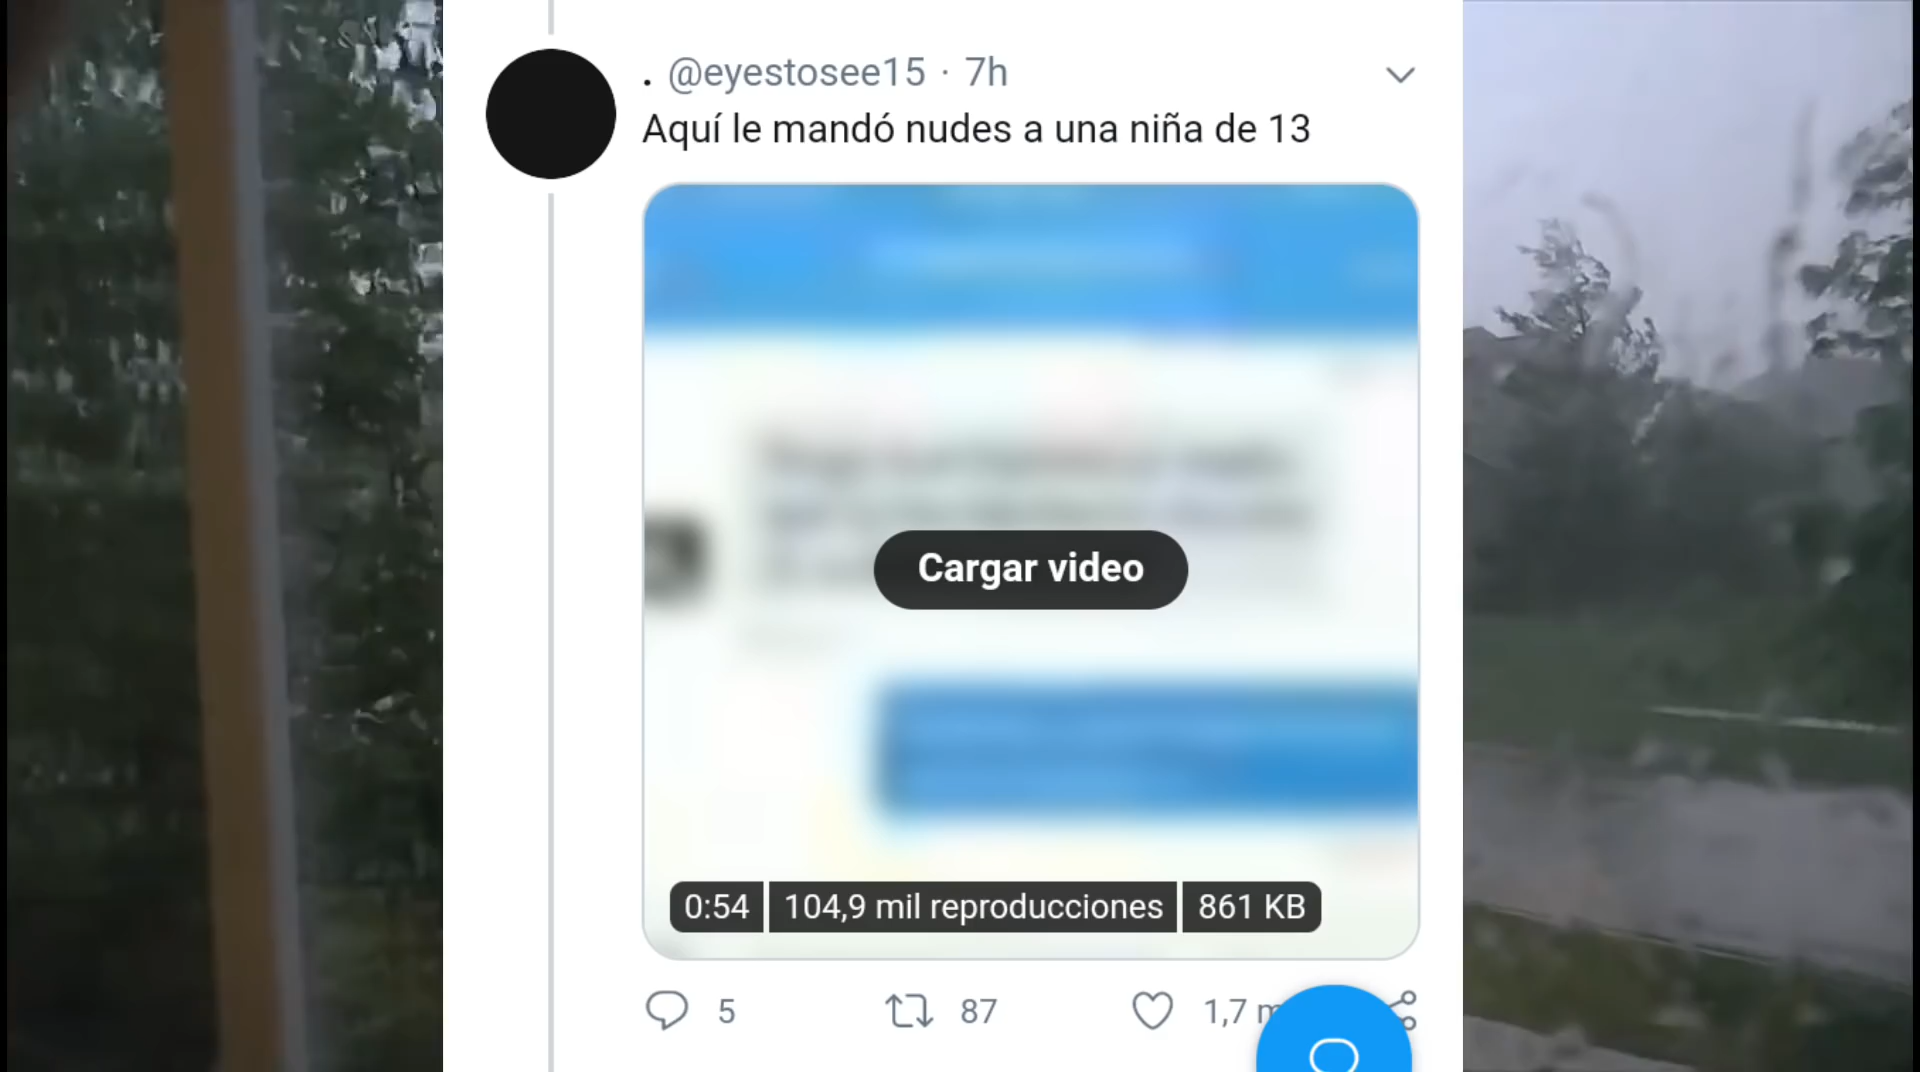 . @eyestosee15 · 7h
Aquí le mandó nudes a una niña de 13
Cargar video
0:54 104,9 mil reproducciones 861 KB
5 87 1,7